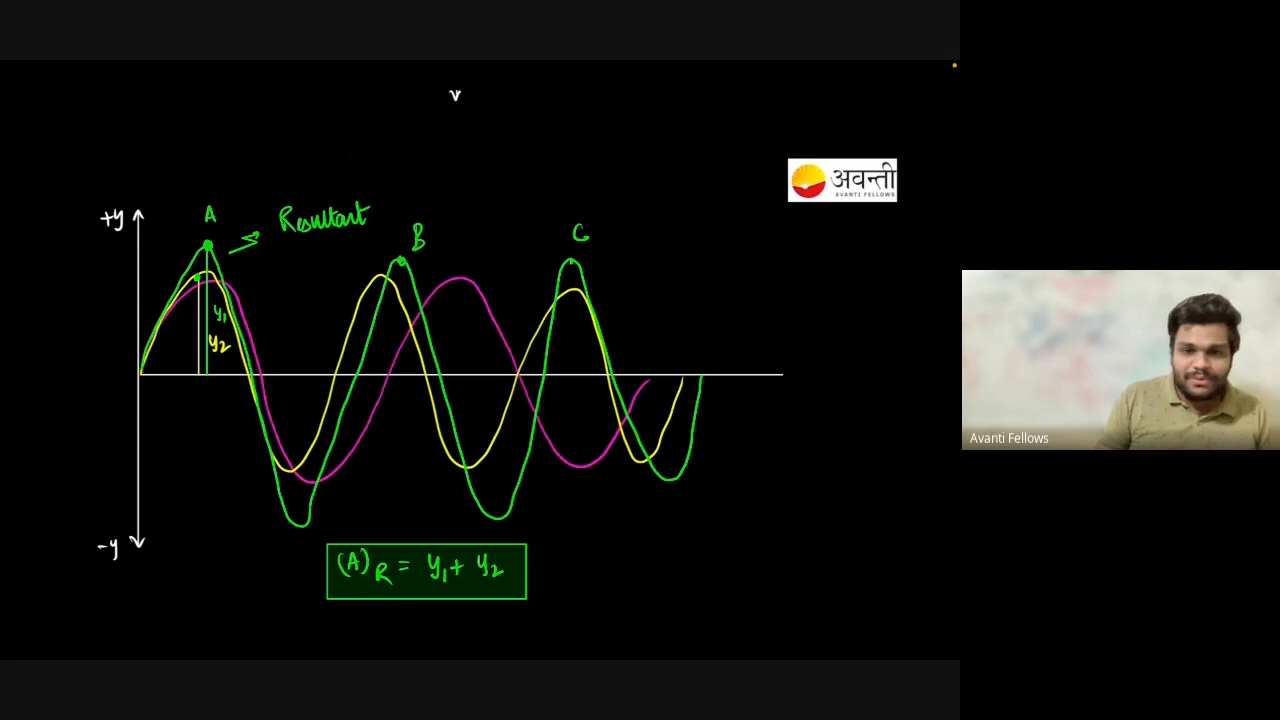 v
अवन्ती
AVANTI FELLOWS
+y
A
Resultant
B
C
y₁
y₂
Avanti Fellows
-y
(A)R = y₁ + y₂